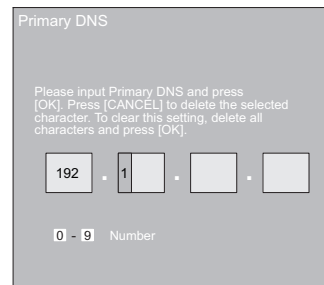 Primary DNS
Please input Primary DNS and press
[OK]. Press [CANCEL] to delete the selected
character. To clear this setting, delete all
characters and press [OK].
192 . 1 . .
0 - 9 Number